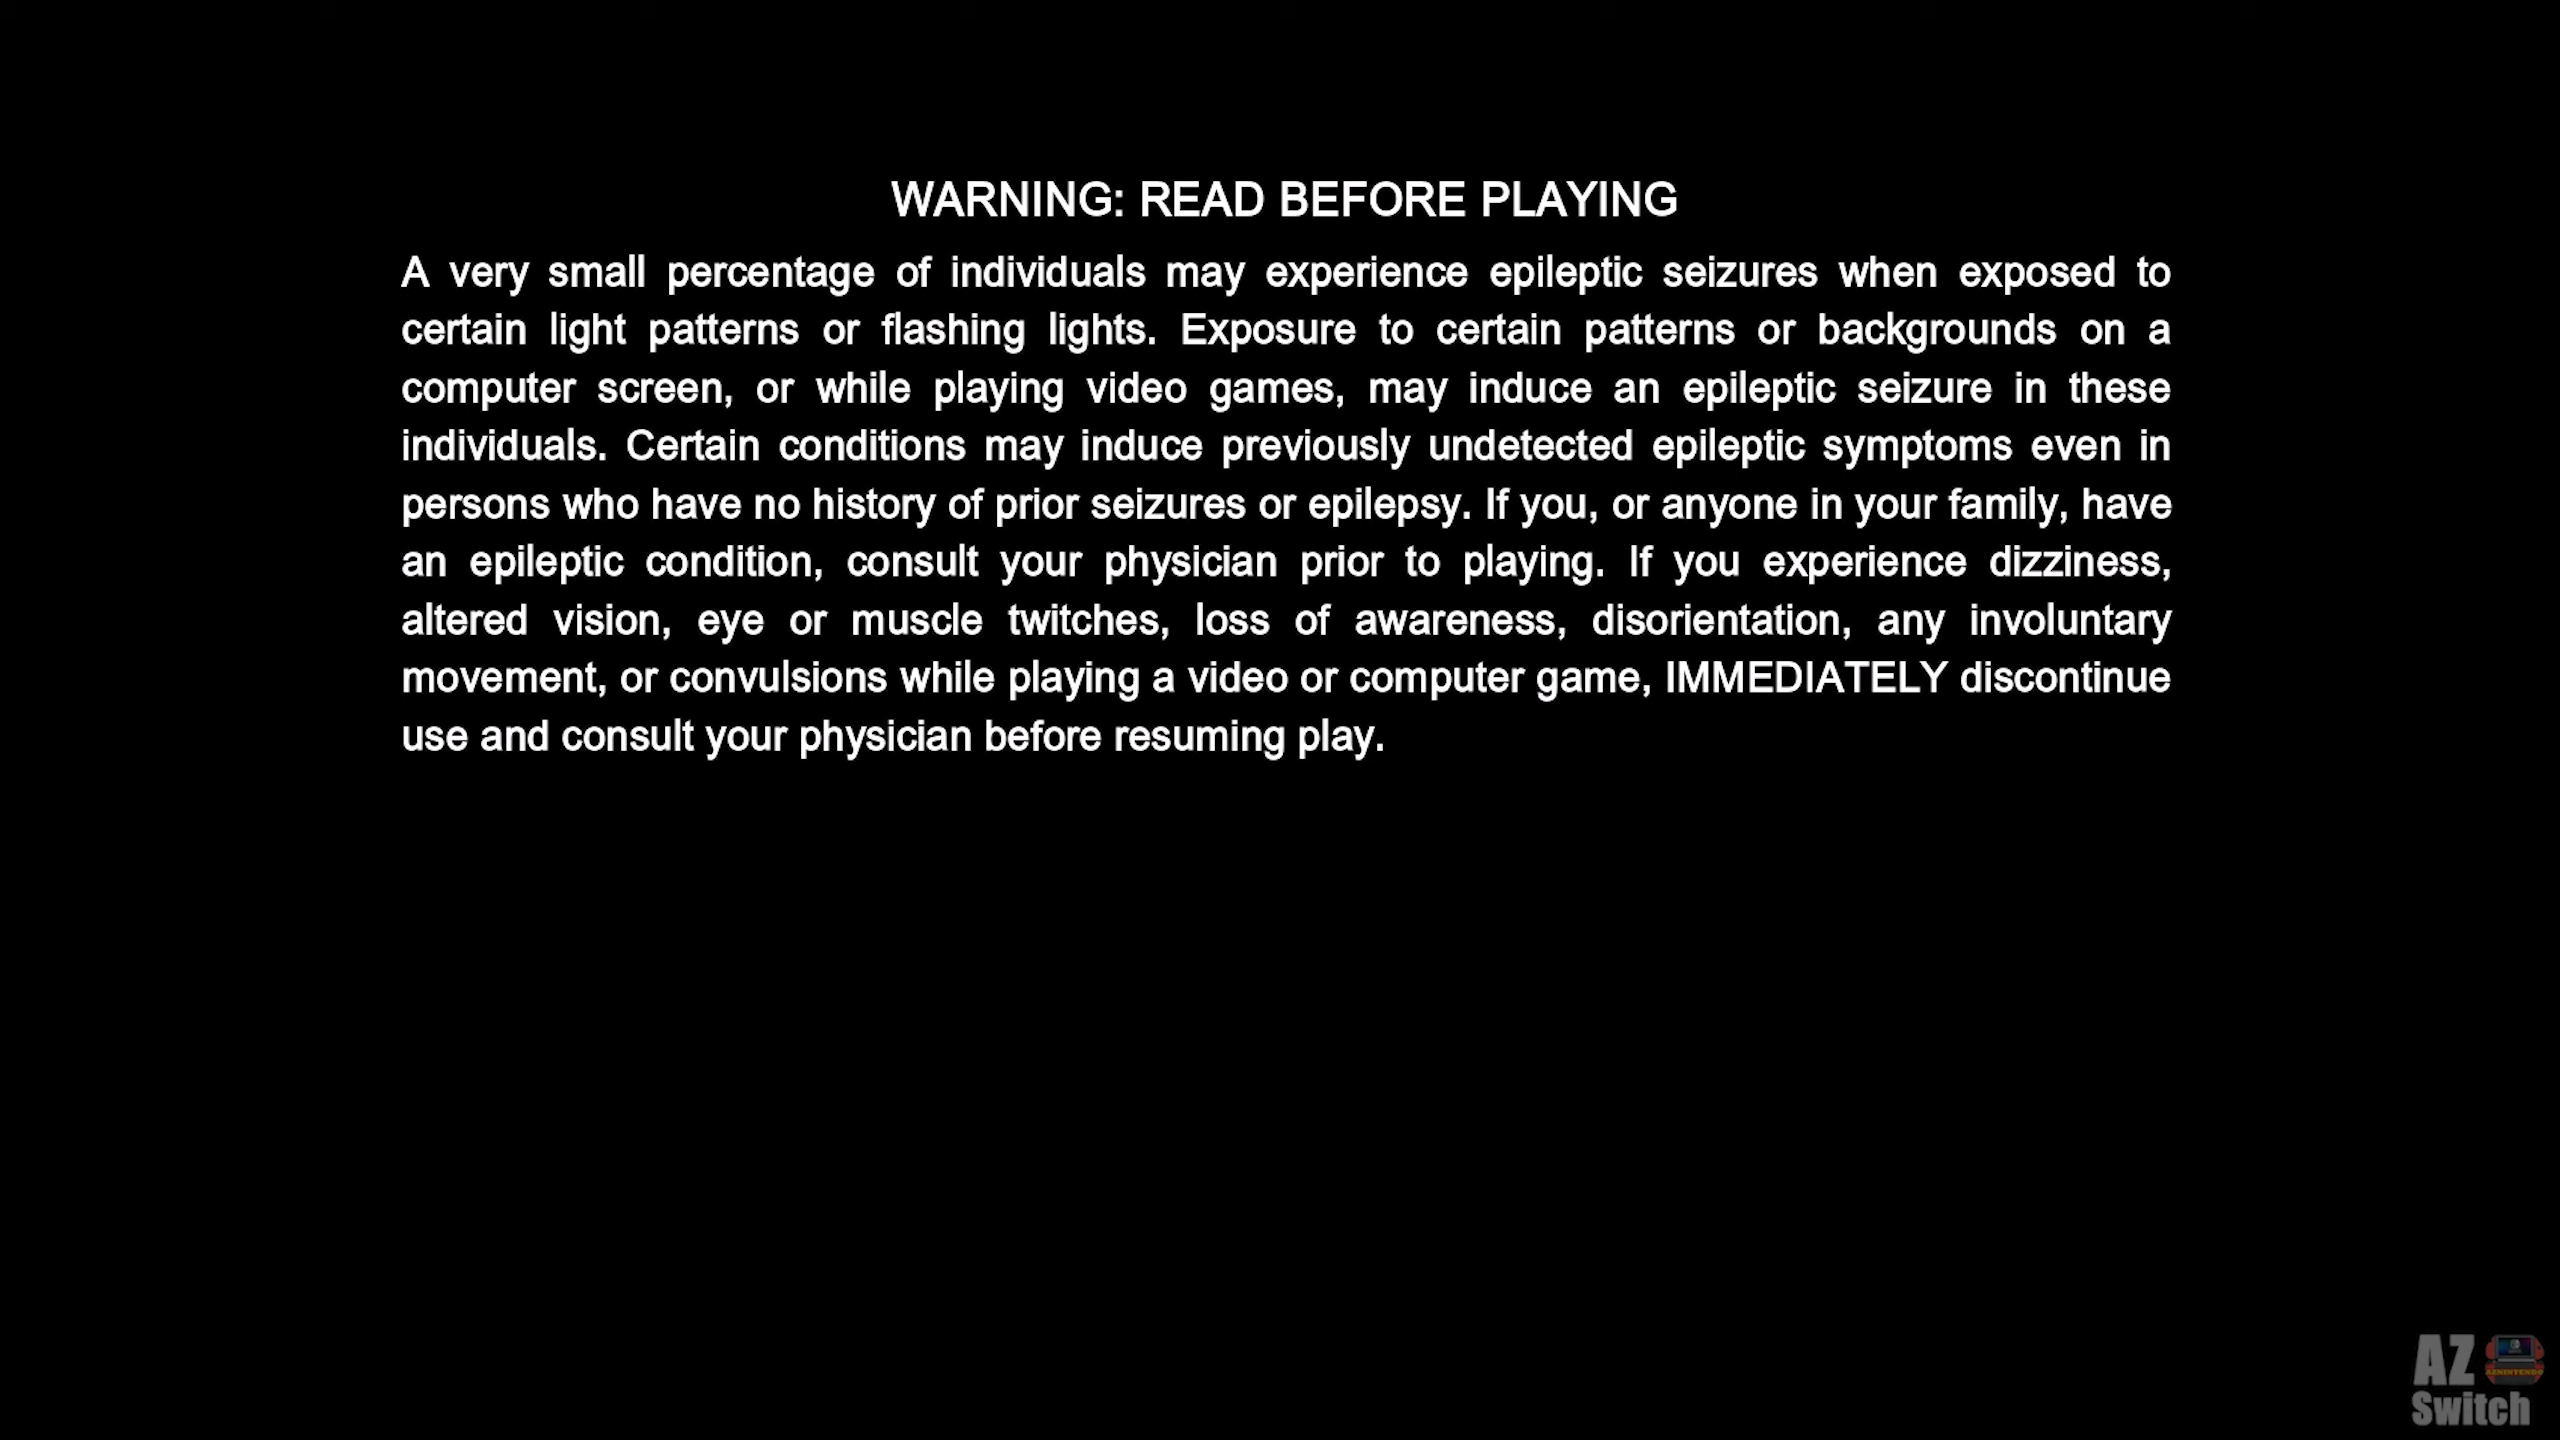 WARNING: READ BEFORE PLAYING
A very small percentage of individuals may experience epileptic seizures when exposed to
certain light patterns or flashing lights. Exposure to certain patterns or backgrounds on a
computer screen, or while playing video games, may induce an epileptic seizure in these
individuals. Certain conditions may induce previously undetected epileptic symptoms even in
persons who have no history of prior seizures or epilepsy. If you, or anyone in your family, have
an epileptic condition, consult your physician prior to playing. If you experience dizziness,
altered vision, eye or muscle twitches, loss of awareness, disorientation, any involuntary
movement, or convulsions while playing a video or computer game, IMMEDIATELY discontinue
use and consult your physician before resuming play.
AZ
AZNINTENDO
Switch